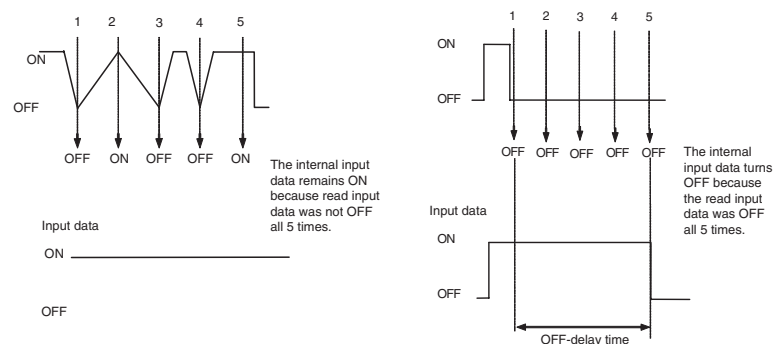 1 2 3 4 5
ON
OFF
OFF ON OFF OFF ON
The internal input
data remains ON
because read input
data was not OFF
all 5 times.
Input data
ON
OFF
1 2 3 4 5
ON
OFF
OFF OFF OFF OFF OFF
The internal
input data turns
OFF because
the read input
data was OFF
all 5 times.
Input data
ON
OFF
OFF-delay time